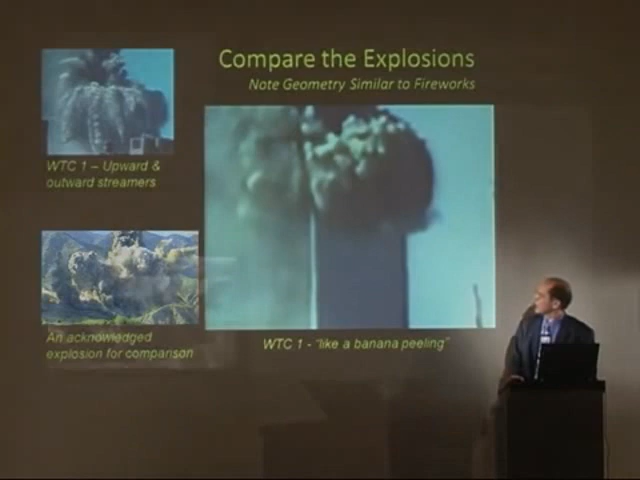 Compare the Explosions
Note Geometry Similar to Fireworks
WTC 1 – Upward &
outward streamers
An acknowledged
explosion for comparison
WTC 1 - “like a banana peeling”